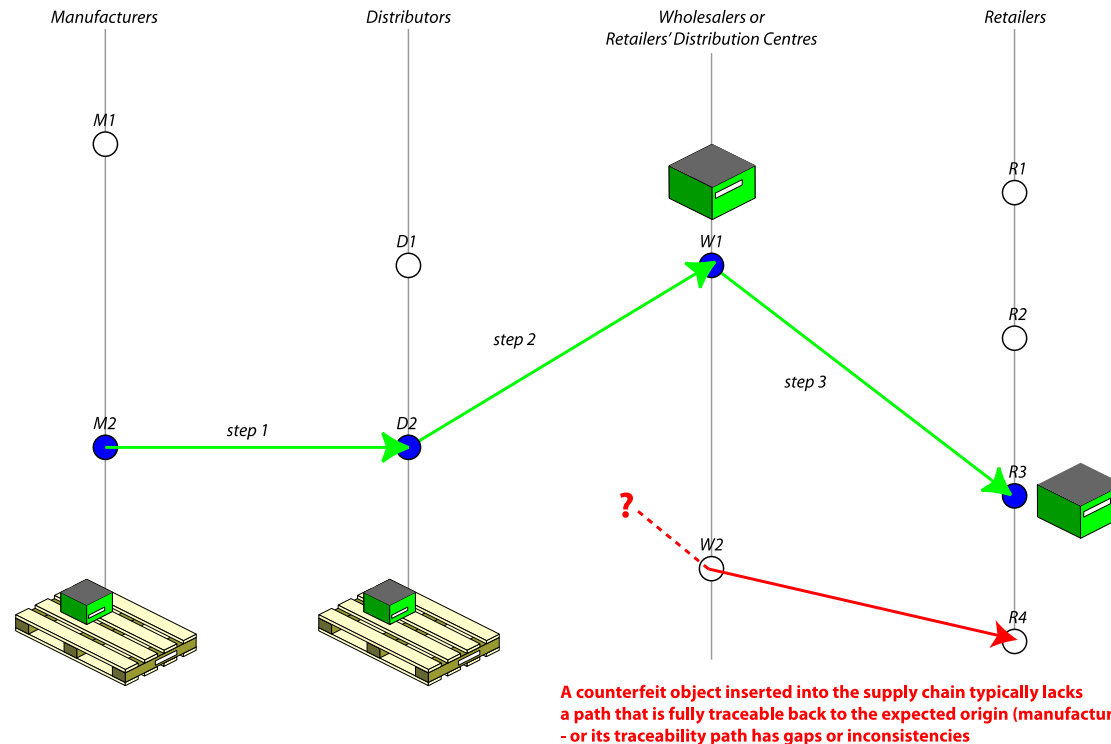 Manufacturers
Distributors
Wholesalers or
Retailers' Distribution Centres
Retailers
M1
R1
D1
W1
R2
step 2
step 3
M2
step 1
D2
R3
?
W2
R4
A counterfeit object inserted into the supply chain typically lacks
a path that is fully traceable back to the expected origin (manufactur
- or its traceability path has gaps or inconsistencies